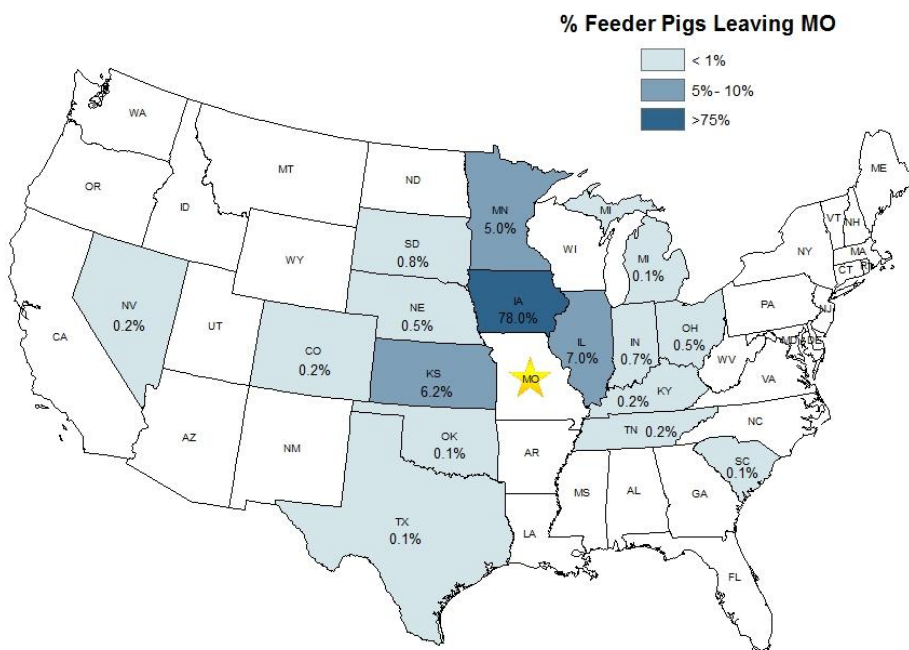 % Feeder Pigs Leaving MO
< 1%
5%- 10%
>75%
WA
OR
ID
MT
ND
MN
5.0%
SD
0.8%
WY
WI
MI
MI
0.1%
ME
VT
NH
NY
MA
CT
RI
PA
NJ
NV
0.2%
CA
UT
CO
0.2%
NE
0.5%
IA
78.0%
IL
7.0%
IN
0.7%
OH
0.5%
WV
MD
DE
VA
KS
6.2%
MO
0.2% KY
TN 0.2%
NC
SC
0.1%
AZ
NM
OK
0.1%
AR
TX
0.1%
LA
MS
AL
GA
FL